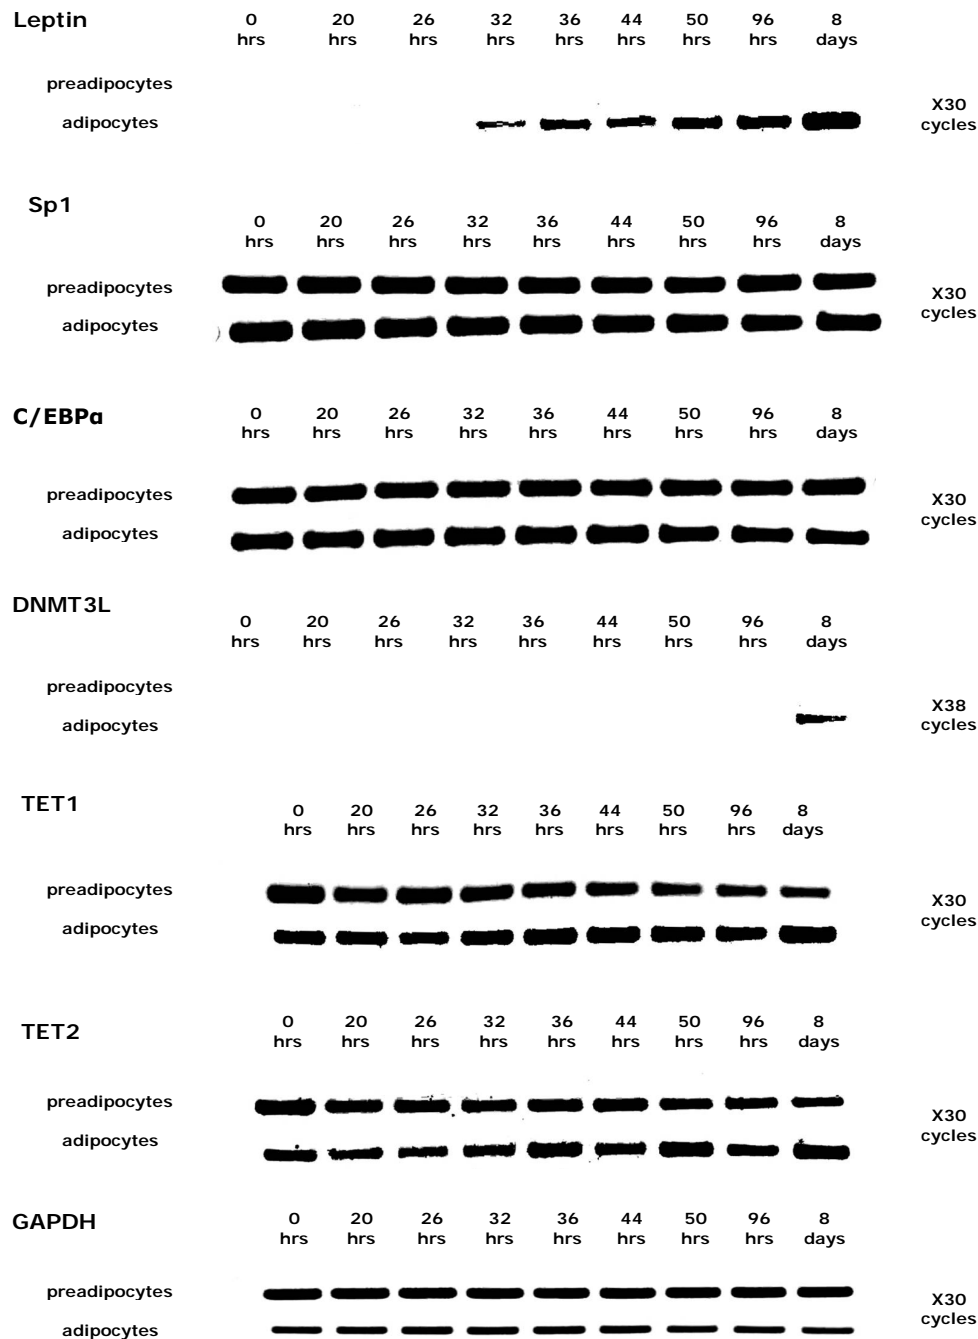 Leptin 0 20 26 32 36 44 50 96 8
hrs hrs hrs hrs hrs hrs hrs hrs days
preadipocytes
adipocytes
X30
cycles
Sp1
0 20 26 32 36 44 50 96 8
hrs hrs hrs hrs hrs hrs hrs hrs days
preadipocytes
adipocytes
X30
cycles
C/EBPα 0 20 26 32 36 44 50 96 8
hrs hrs hrs hrs hrs hrs hrs hrs days
preadipocytes
adipocytes
X30
cycles
DNMT3L
0 20 26 32 36 44 50 96 8
hrs hrs hrs hrs hrs hrs hrs hrs days
preadipocytes
adipocytes
X38
cycles
TET1 0 20 26 32 36 44 50 96 8
hrs hrs hrs hrs hrs hrs hrs hrs days
preadipocytes
adipocytes
X30
cycles
TET2 0 20 26 32 36 44 50 96 8
hrs hrs hrs hrs hrs hrs hrs hrs days
preadipocytes
adipocytes
X30
cycles
GAPDH 0 20 26 32 36 44 50 96 8
hrs hrs hrs hrs hrs hrs hrs hrs days
preadipocytes
adipocytes
X30
cycles